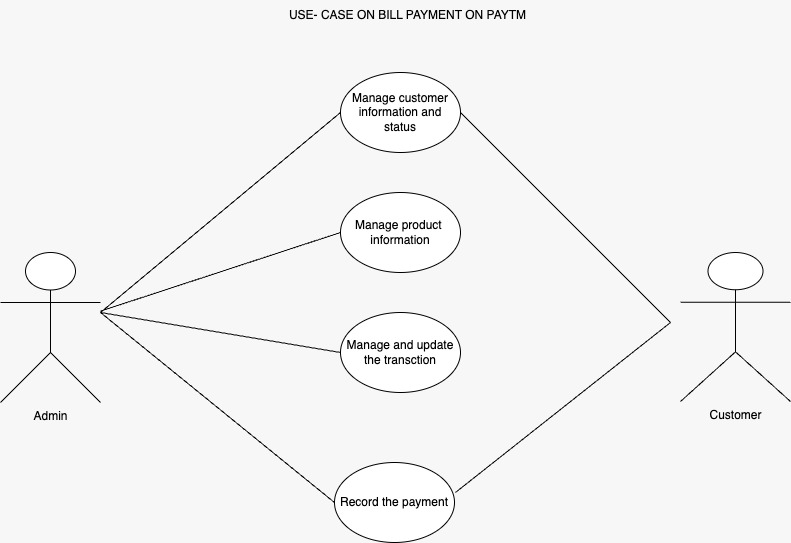 USE- CASE ON BILL PAYMENT ON PAYTM
Manage customer
information and
status
Manage product
information
Manage and update
the transction
Admin
Customer
Record the payment